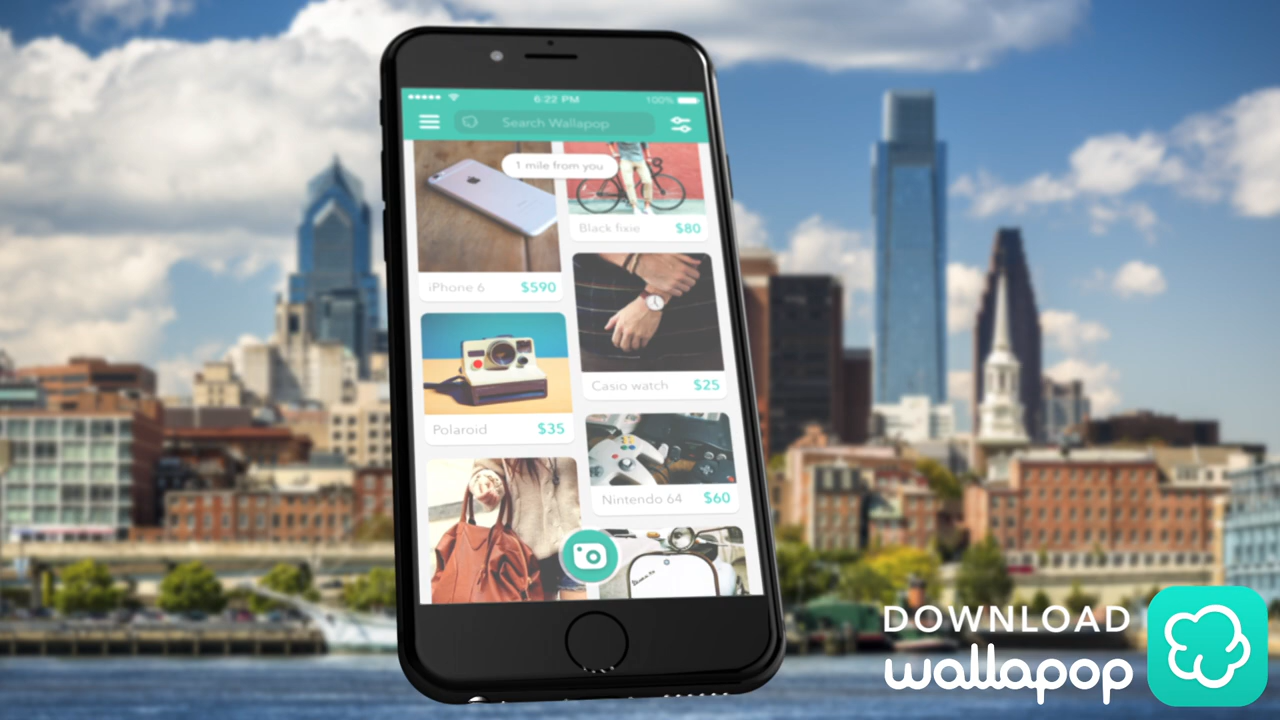 6:22 PM
100%
Search Wallapop
1 mile from you
Black fixie $80
iPhone 6 $590
Casio watch $25
Polaroid $35
Nintendo 64 $60
DOWNLOAD
wallapop